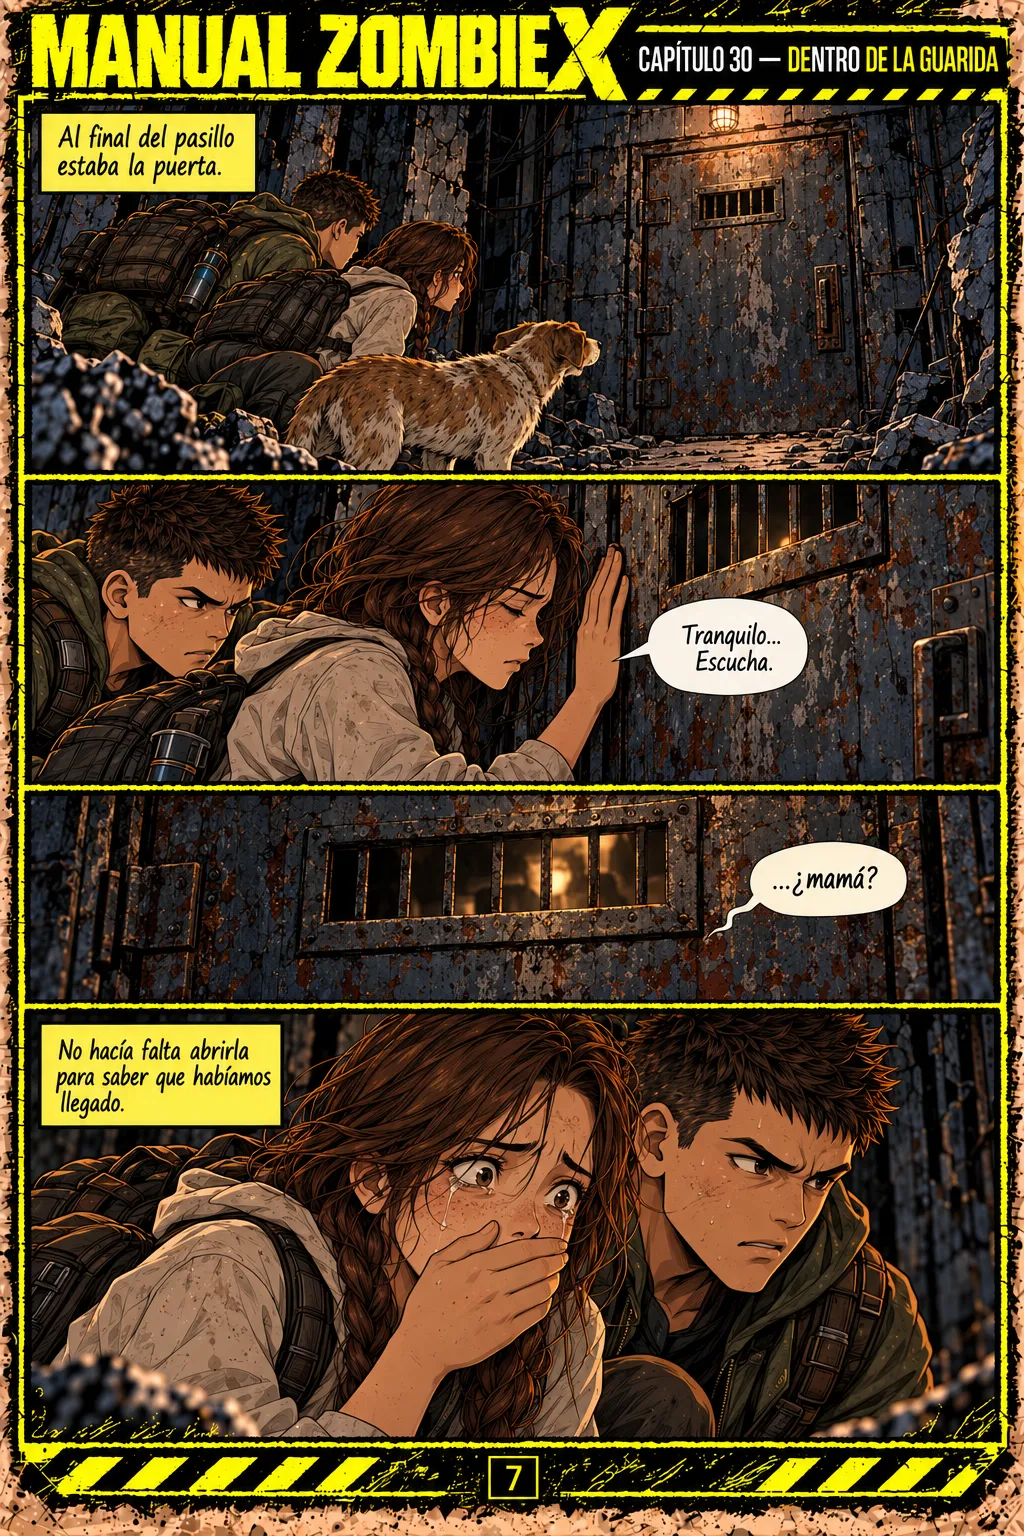 MANUAL ZOMBIE X
CAPÍTULO 30 — DENTRO DE LA GUARIDA
Al final del pasillo
estaba la puerta.
Tranquilo...
Escucha.
...¿mamá?
No hacía falta abrirla
para saber que habíamos
llegado.
7